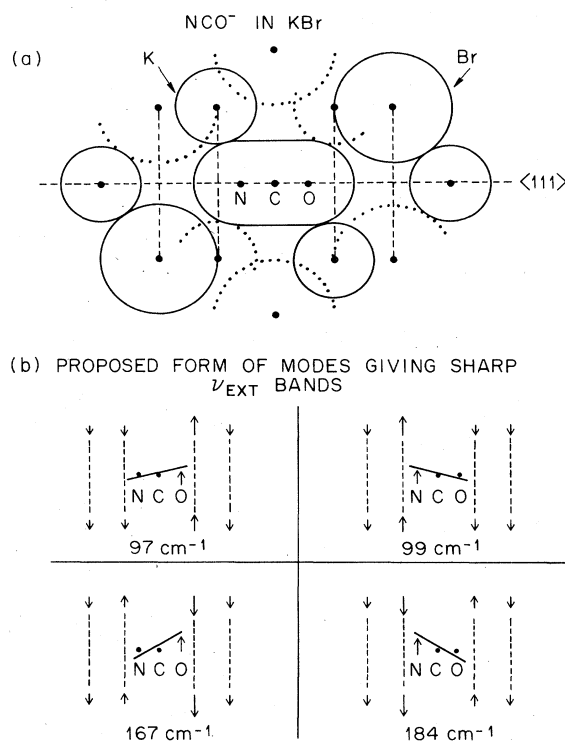 NCO⁻ IN KBr
(a)
K
Br
N C O
<111>
(b) PROPOSED FORM OF MODES GIVING SHARP
νEXT BANDS
N C O
97 cm⁻¹
N C O
99 cm⁻¹
N C O
167 cm⁻¹
N C O
184 cm⁻¹